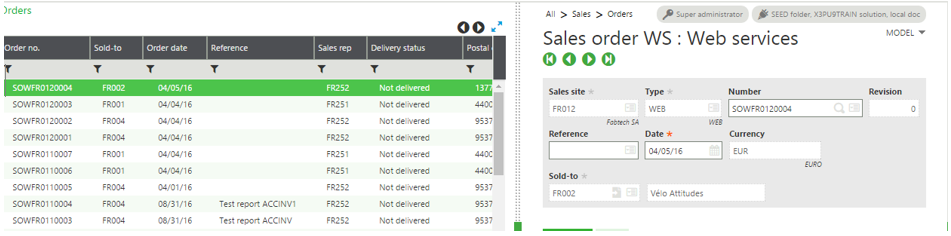 Orders
Order no. Sold-to Order date Reference Sales rep Delivery status Postal
SOWFR0120004 FR002 04/05/16 FR252 Not delivered 1377
SOWFR0120003 FR001 04/04/16 FR251 Not delivered 4400
SOWFR0120002 FR004 04/04/16 FR252 Not delivered 9537
SOWFR0120001 FR004 04/04/16 FR252 Not delivered 9537
SOWFR0110007 FR001 04/04/16 FR251 Not delivered 4400
SOWFR0110006 FR001 04/04/16 FR251 Not delivered 4400
SOWFR0110005 FR004 04/01/16 FR252 Not delivered 9537
SOWFR0110004 FR004 08/31/16 Test report ACCINV1 FR252 Not delivered 9537
SOWFR0110003 FR004 08/31/16 Test report ACCINV FR252 Not delivered 9537
All > Sales > Orders
Super administrator
SEED folder, X3PU9TRAIN solution, local doc
Sales order WS : Web services
MODEL
Sales site * Type * Number Revision
FR012 WEB SOWFR0120004 0
Fabtech SA WEB
Reference Date * Currency
04/05/16 EUR
EURO
Sold-to *
FR002 Vélo Attitudes